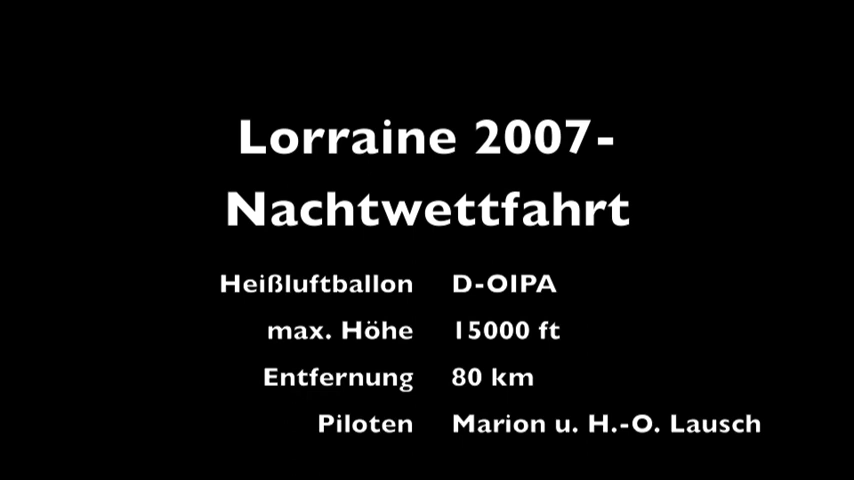 Lorraine 2007-
Nachtwettfahrt
Heißluftballon D-OIPA
max. Höhe 15000 ft
Entfernung 80 km
Piloten Marion u. H.-O. Lausch